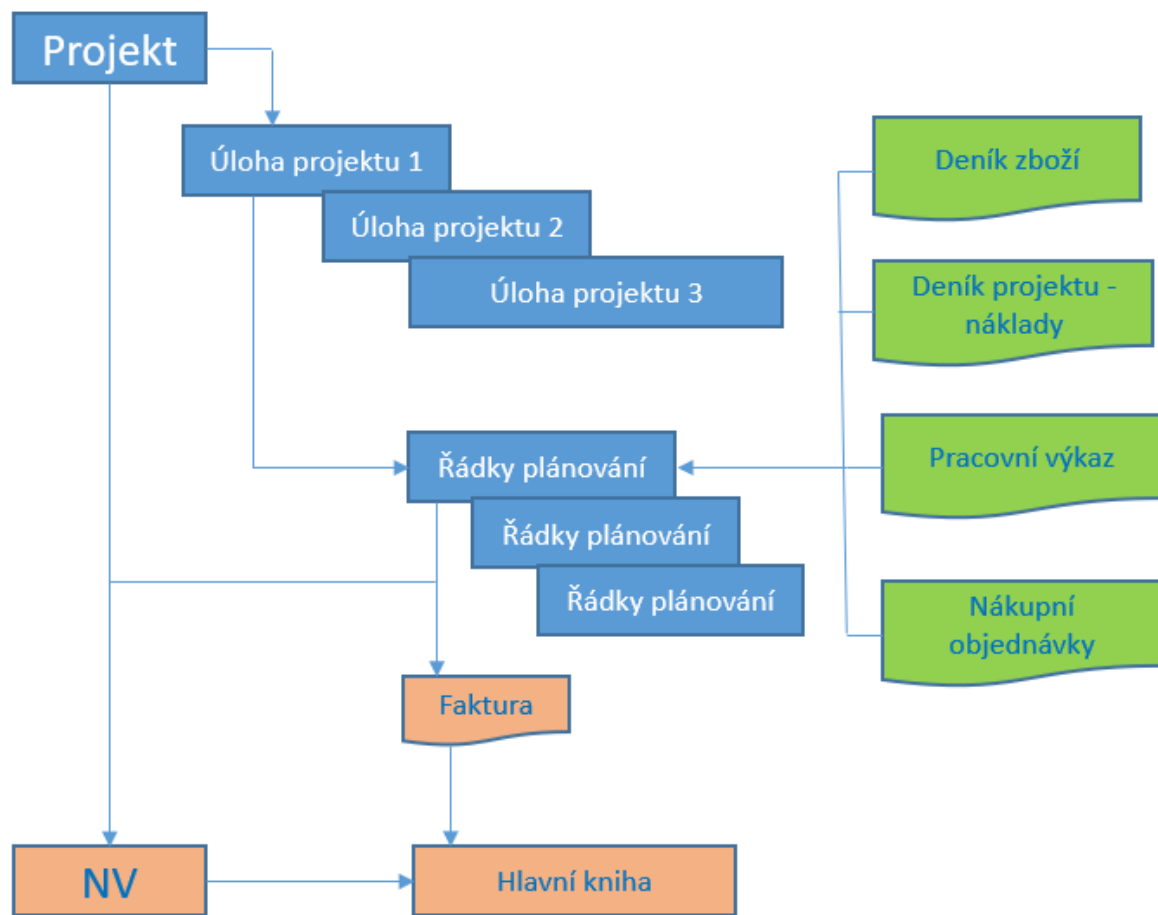 Projekt
Úloha projektu 1
Úloha projektu 2
Úloha projektu 3
Deník zboží
Deník projektu -
náklady
Řádky plánování
Řádky plánování
Řádky plánování
Pracovní výkaz
Nákupní
objednávky
Faktura
NV
Hlavní kniha